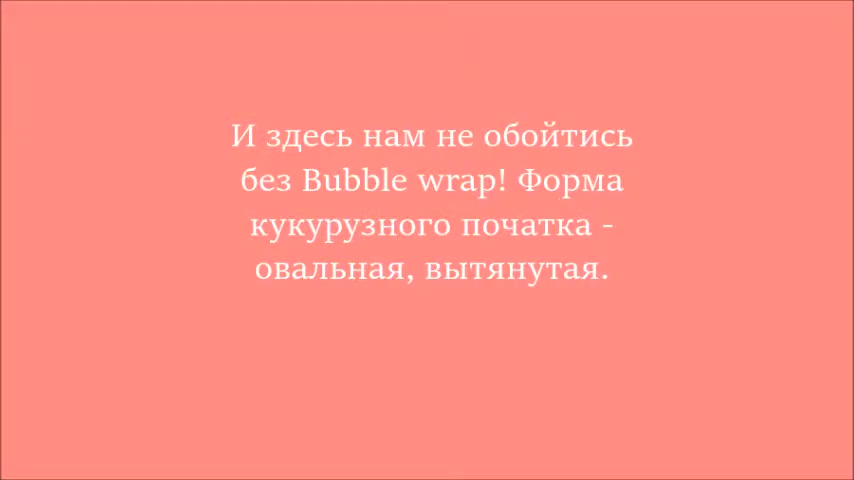 И здесь нам не обойтись
без Bubble wrap! Форма
кукурузного початка -
овальная, вытянутая.